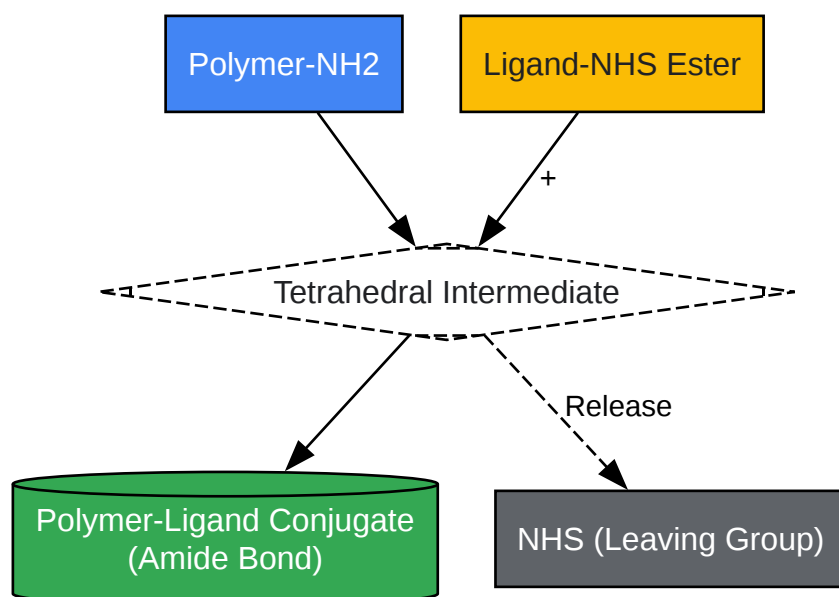 Polymer-NH2
Ligand-NHS Ester
+
Tetrahedral Intermediate
Release
Polymer-Ligand Conjugate
(Amide Bond)
NHS (Leaving Group)